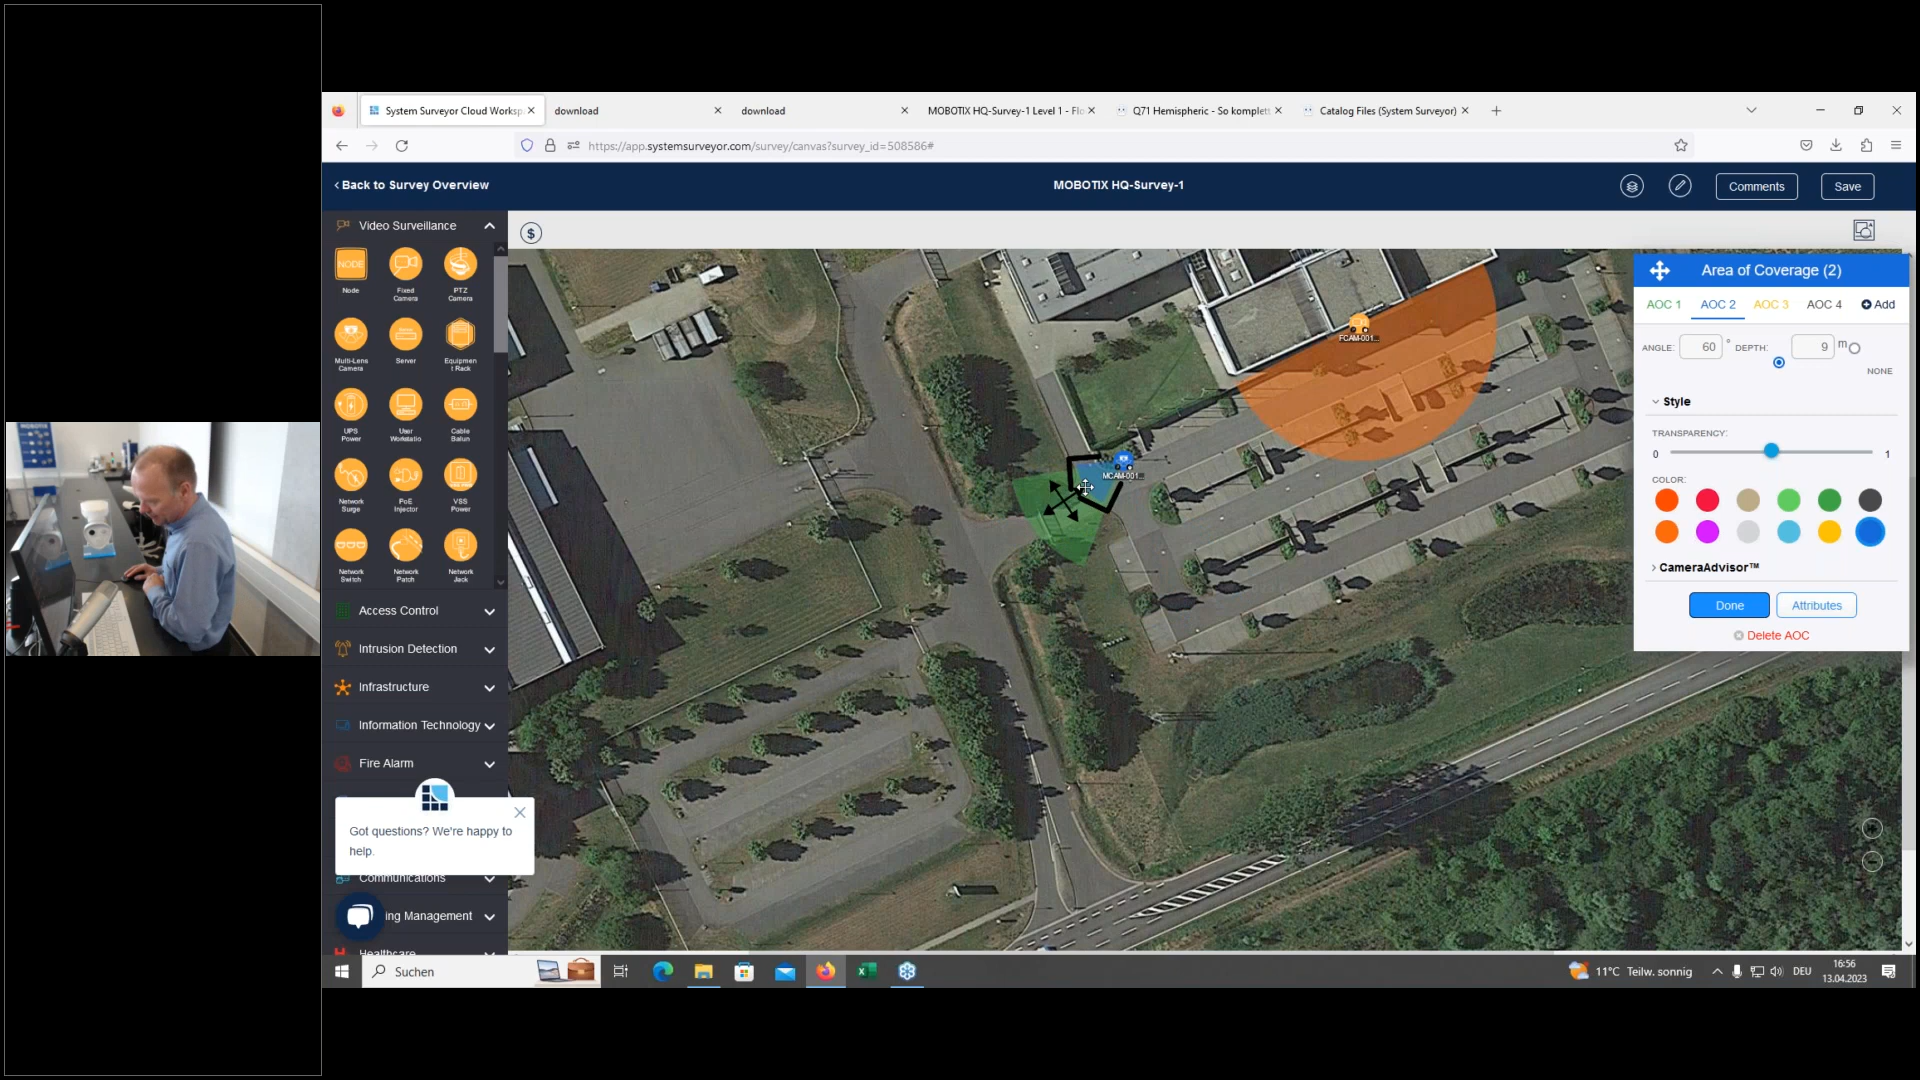 System Surveyor Cloud Worksp
download
download
MOBOTIX HQ-Survey-1 Level 1 - Flo
Q71 Hemispheric - So komplett
Catalog Files (System Surveyor)
https://app.systemsurveyor.com/survey/canvas?survey_id=508586#
Back to Survey Overview
MOBOTIX HQ-Survey-1
Comments
Save
Video Surveillance
$
NODE
Node
Fixed Camera
PTZ Camera
Multi-Lens Camera
Server
Equipmen t Rack
UPS Power
User Workstatio
Cable Balun
Network Surge
PoE Injector
VSS Power
Network Switch
Network Patch
Network Jack
Access Control
Intrusion Detection
Infrastructure
Information Technology
Fire Alarm
Got questions? We're happy to
help.
Communications
ing Management
Healthcare
FCAM-001...
MCAM-001...
Area of Coverage (2)
AOC 1
AOC 2
AOC 3
AOC 4
Add
ANGLE: 60 ° DEPTH: 9 m
NONE
Style
TRANSPARENCY:
0 1
COLOR:
CameraAdvisor™
Done
Attributes
Delete AOC
Suchen
11°C Teilw. sonnig
DEU
16:56
13.04.2023